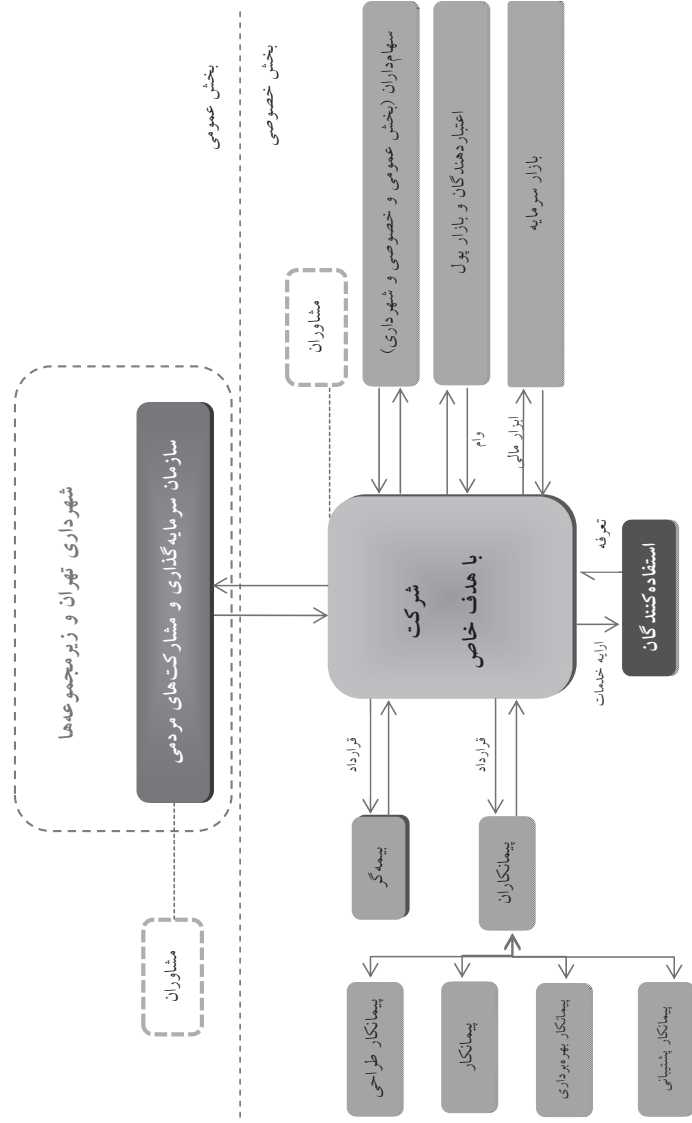 بخش عمومی
بخش خصوصی
شهرداری تهران و زیرمجموعه‌ها
سازمان سرمایه‌گذاری و مشارکت‌های مردمی
مشاوران
مشاوران
سهام‌داران (بخش عمومی و خصوصی و شهرداری)
اعتباردهندگان و بازار پول
بازار سرمایه
وام
ابزار مالی
شرکت
با هدف خاص
قرارداد
قرارداد
بیمه‌گر
پیمانکاران
پیمانکار طراحی
پیمانکار
پیمانکار بهره‌برداری
پیمانکار پشتیبانی
تعرفه
ارایه خدمات
استفاده‌کنندگان